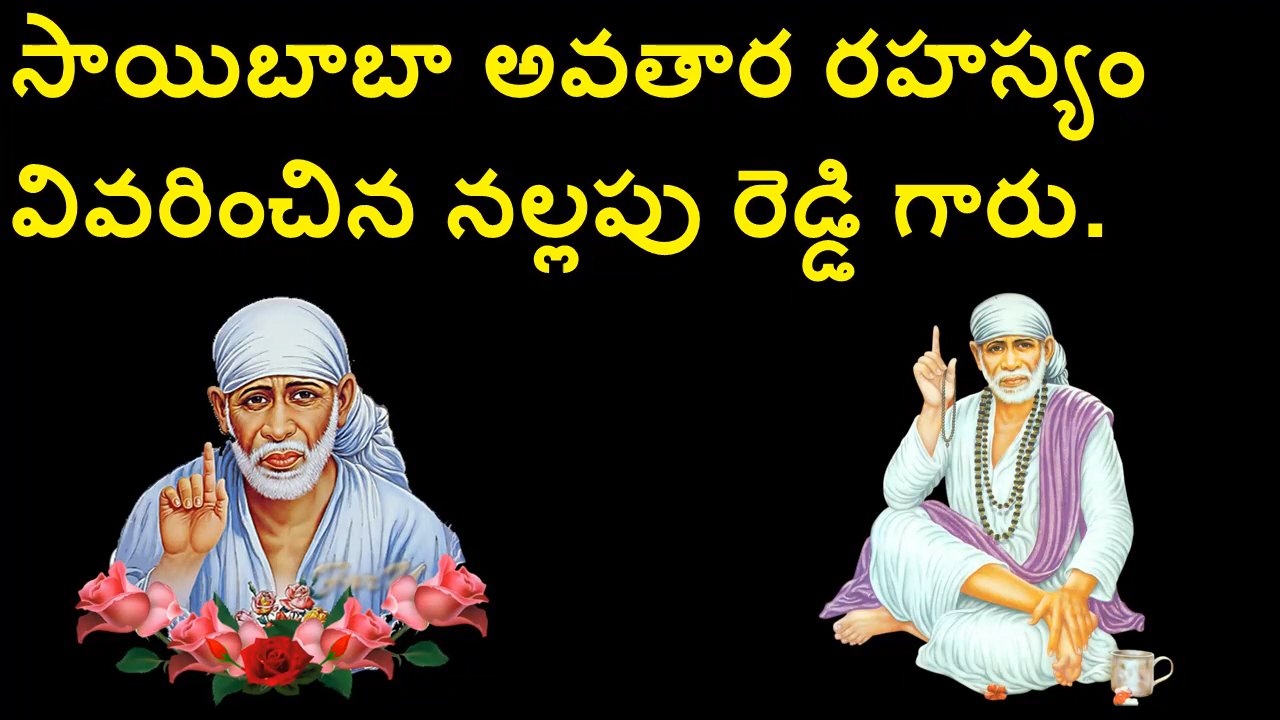 సాయిబాబా అవతార రహస్యం
వివరించిన నల్లపు రెడ్డి గారు.